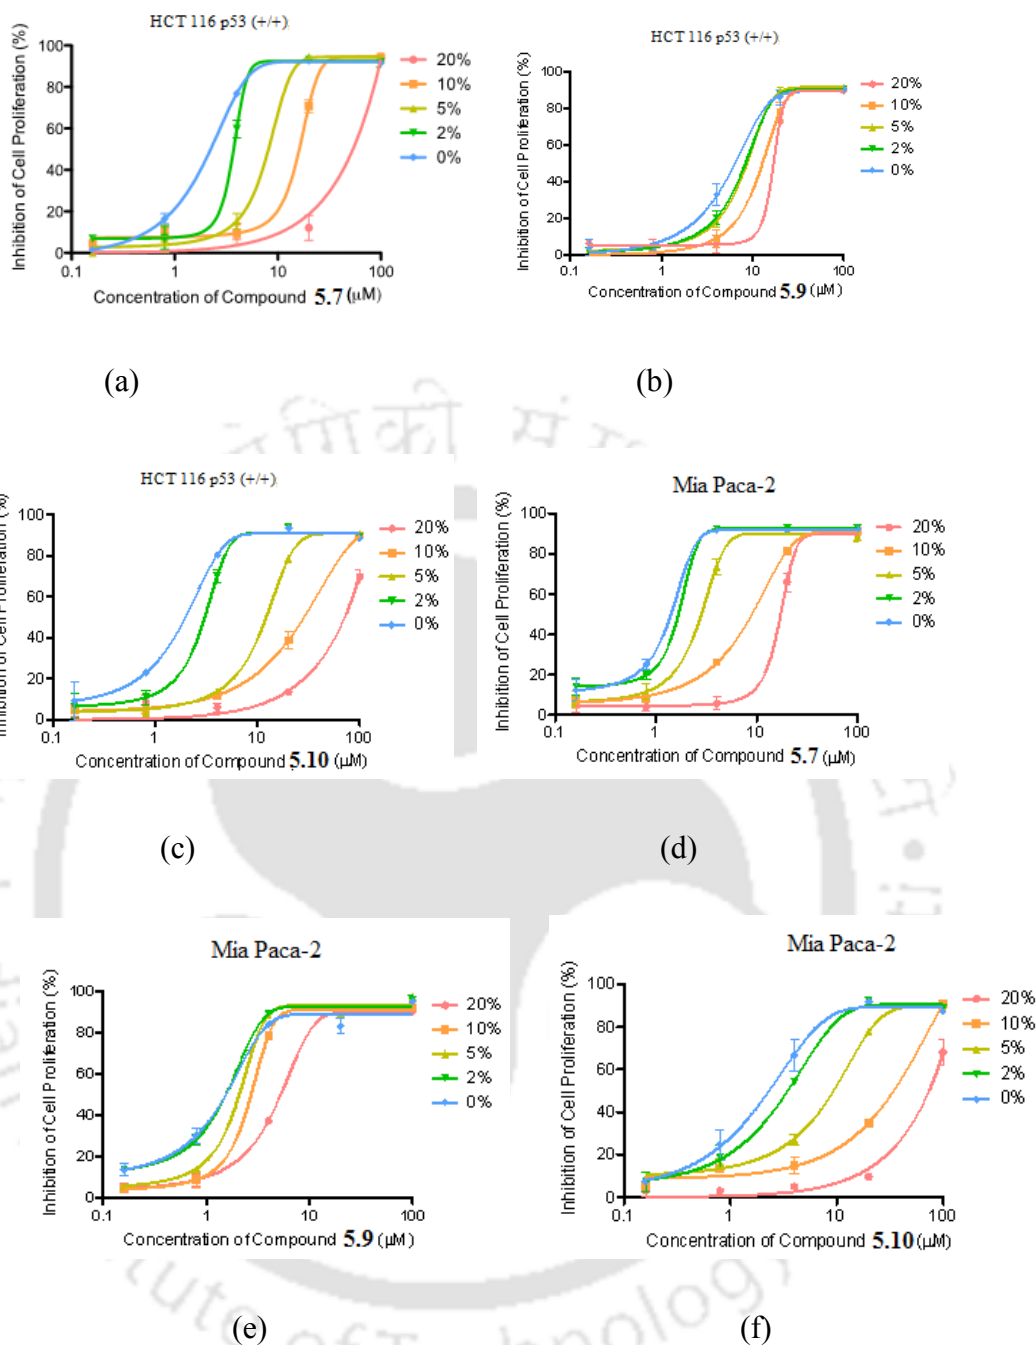 HCT 116 p53 (+/+)
Inhibition of Cell Proliferation (%)
100
80
60
40
20
0
0.1 1 10 100
Concentration of Compound 5.7 (μM)
20%
10%
5%
2%
0%
(a)
HCT 116 p53 (+/+)
Inhibition of Cell Proliferation (%)
100
80
60
40
20
0
0.1 1 10 100
Concentration of Compound 5.9 (μM)
20%
10%
5%
2%
0%
(b)
HCT 116 p53 (+/+)
Inhibition of Cell Proliferation (%)
100
80
60
40
20
0
1 10 100
Concentration of Compound 5.10 (μM)
20%
10%
5%
2%
0%
(c)
Mia Paca-2
Inhibition of Cell Proliferation (%)
100
80
60
40
20
0
0.1 1 10 100
Concentration of Compound 5.7 (μM)
20%
10%
5%
2%
0%
(d)
Mia Paca-2
Inhibition of Cell Proliferation (%)
100
80
60
40
20
0
0.1 1 10 100
Concentration of Compound 5.9 (μM)
20%
10%
5%
2%
0%
(e)
Mia Paca-2
Inhibition of Cell Proliferation (%)
100
80
60
40
20
0
0.1 1 10 100
Concentration of Compound 5.10 (μM)
20%
10%
5%
2%
0%
(f)